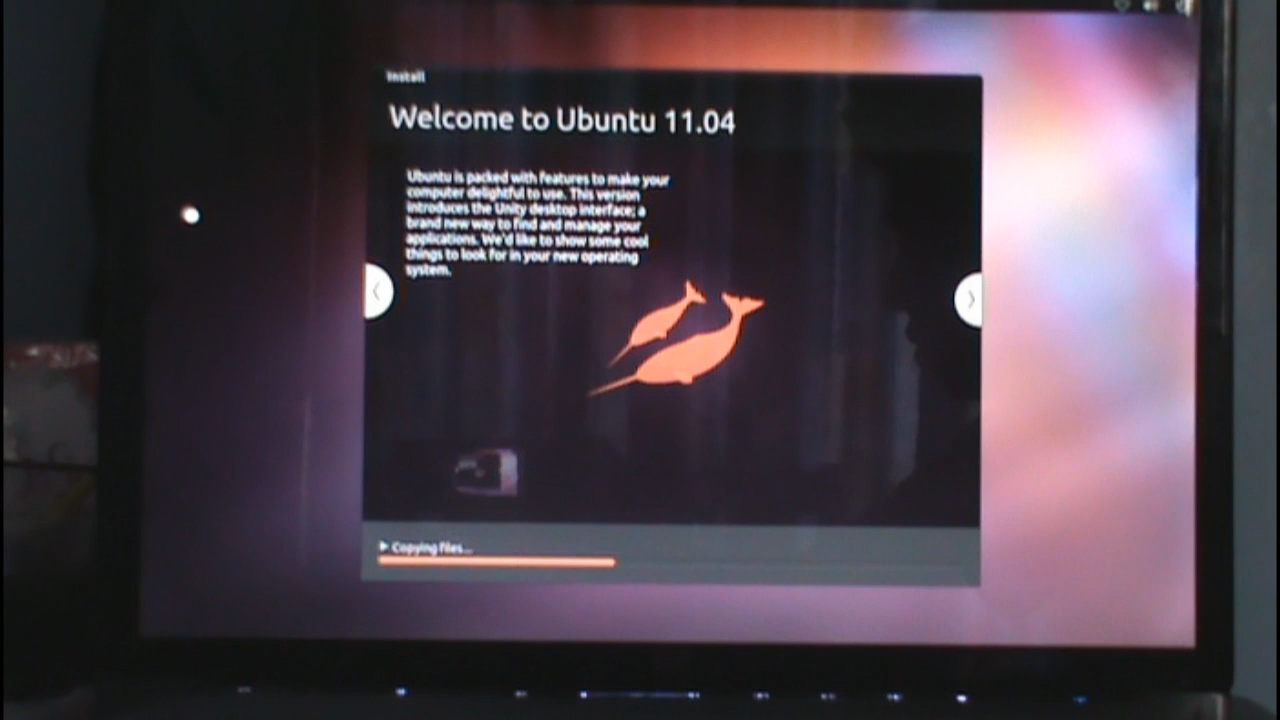 Install
Welcome to Ubuntu 11.04
Ubuntu is packed with features to make your
computer delightful to use. This version
introduces the Unity desktop interface; a
brand new way to find and manage your
applications. We'd like to show some cool
things to look for in your new operating
system.
Copying files...